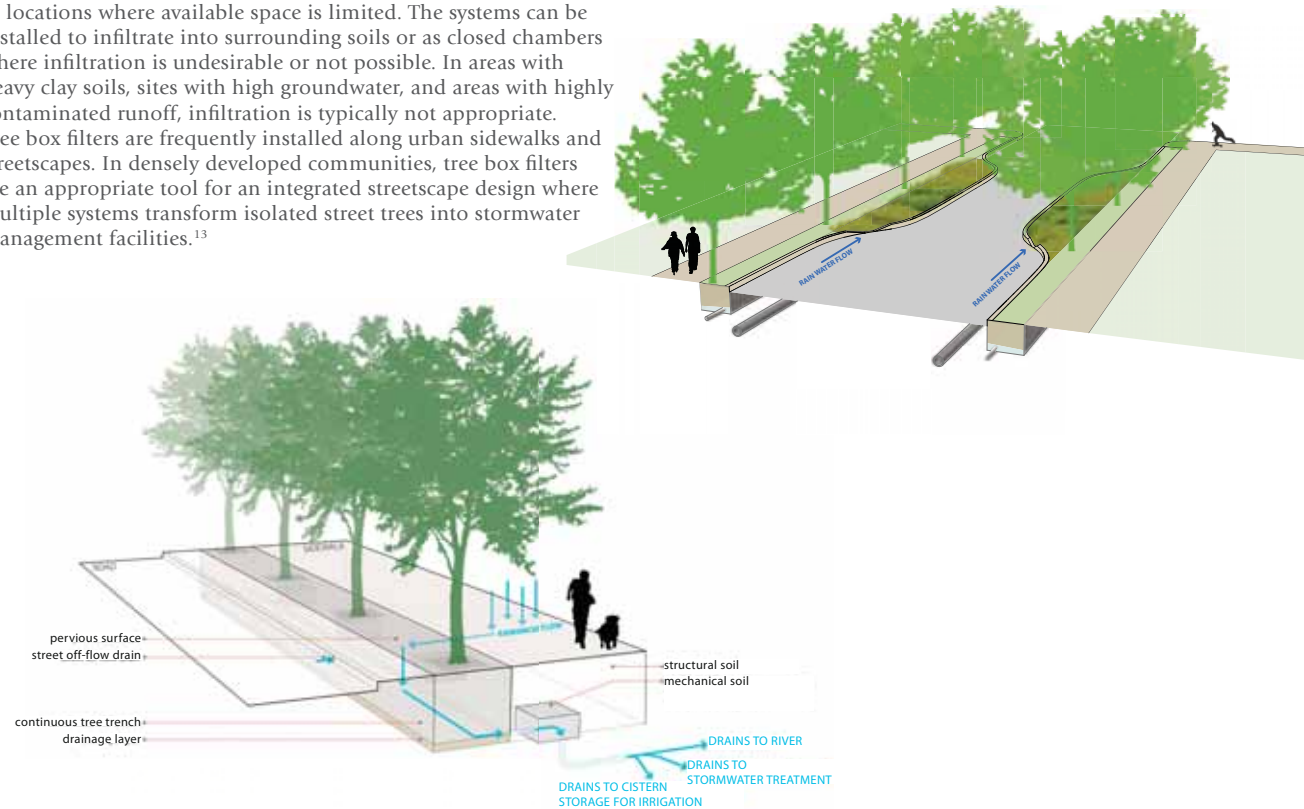 locations where available space is limited. The systems can be
stalled to infiltrate into surrounding soils or as closed chambers
here infiltration is undesirable or not possible. In areas with
eavy clay soils, sites with high groundwater, and areas with highly
ontaminated runoff, infiltration is typically not appropriate.
ee box filters are frequently installed along urban sidewalks and
reetscapes. In densely developed communities, tree box filters
e an appropriate tool for an integrated streetscape design where
ultiple systems transform isolated street trees into stormwater
anagement facilities.13
RAIN WATER FLOW
RAIN WATER FLOW
SIDEWALK
ROAD
RAINWATER FLOW
pervious surface
street off-flow drain
structural soil
mechanical soil
continuous tree trench
drainage layer
DRAINS TO RIVER
DRAINS TO
STORMWATER TREATMENT
DRAINS TO CISTERN
STORAGE FOR IRRIGATION